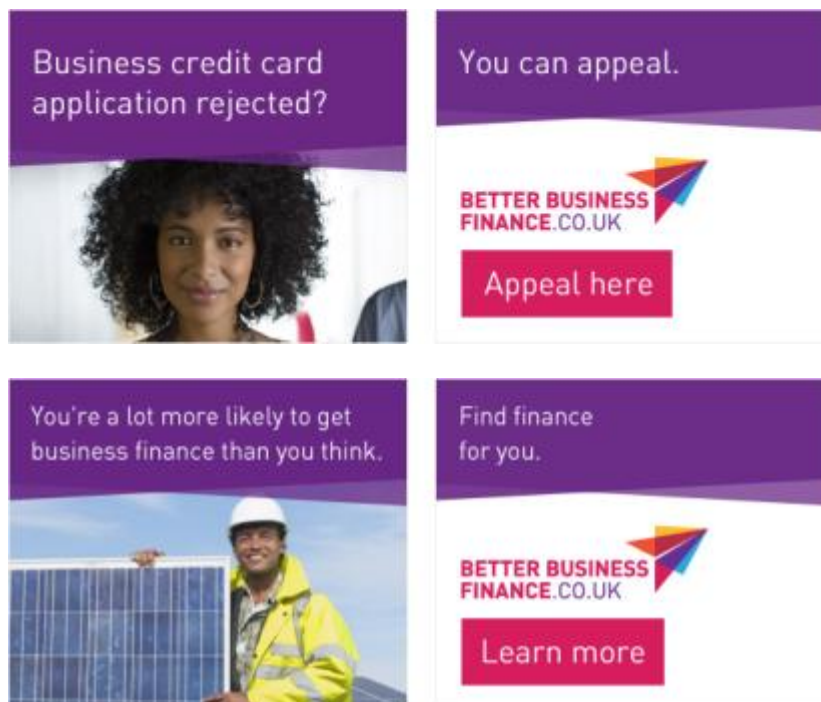 Business credit card
application rejected?
You can appeal.
BETTER BUSINESS
FINANCE.CO.UK
Appeal here
You're a lot more likely to get
business finance than you think.
Find finance
for you.
BETTER BUSINESS
FINANCE.CO.UK
Learn more